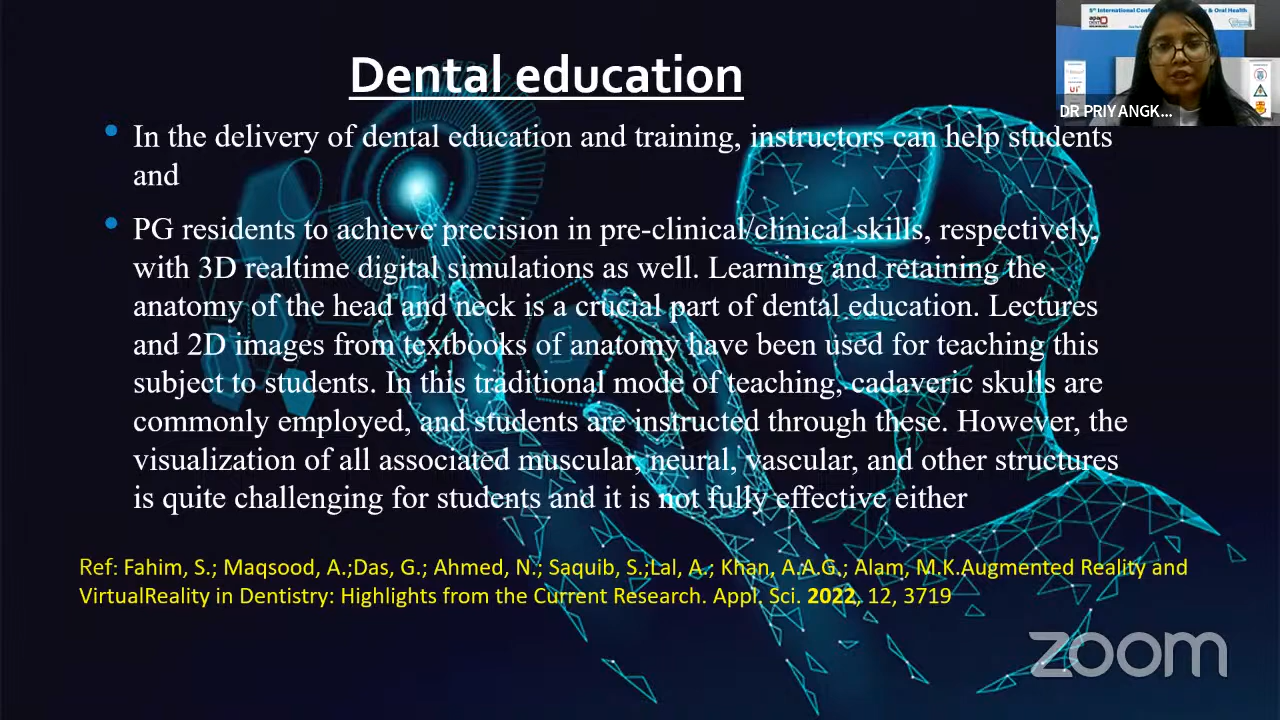 5th International Conf
& Oral Health
DR PRIYANGK...
Dental education
In the delivery of dental education and training, instructors can help students
and
PG residents to achieve precision in pre-clinical/clinical skills, respectively,
with 3D realtime digital simulations as well. Learning and retaining the
anatomy of the head and neck is a crucial part of dental education. Lectures
and 2D images from textbooks of anatomy have been used for teaching this
subject to students. In this traditional mode of teaching, cadaveric skulls are
commonly employed, and students are instructed through these. However, the
visualization of all associated muscular, neural, vascular, and other structures
is quite challenging for students and it is not fully effective either
Ref: Fahim, S.; Maqsood, A.;Das, G.; Ahmed, N.; Saquib, S.;Lal, A.; Khan, A.A.G.; Alam, M.K.Augmented Reality and
VirtualReality in Dentistry: Highlights from the Current Research. Appl. Sci. 2022, 12, 3719
zoom